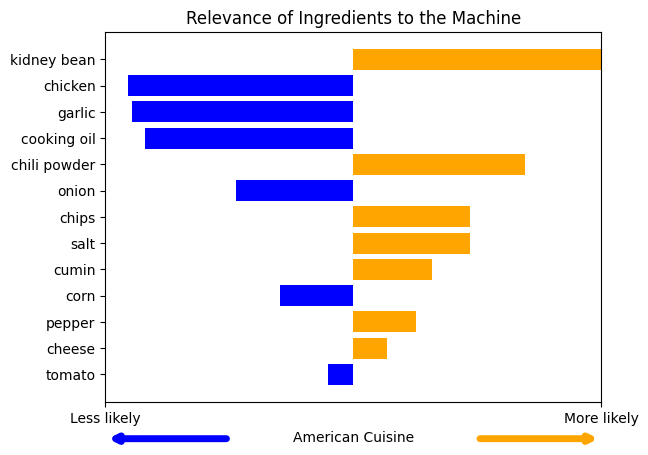 Relevance of Ingredients to the Machine
kidney bean
chicken
garlic
cooking oil
chili powder
onion
chips
salt
cumin
corn
pepper
cheese
tomato
Less likely More likely
American Cuisine